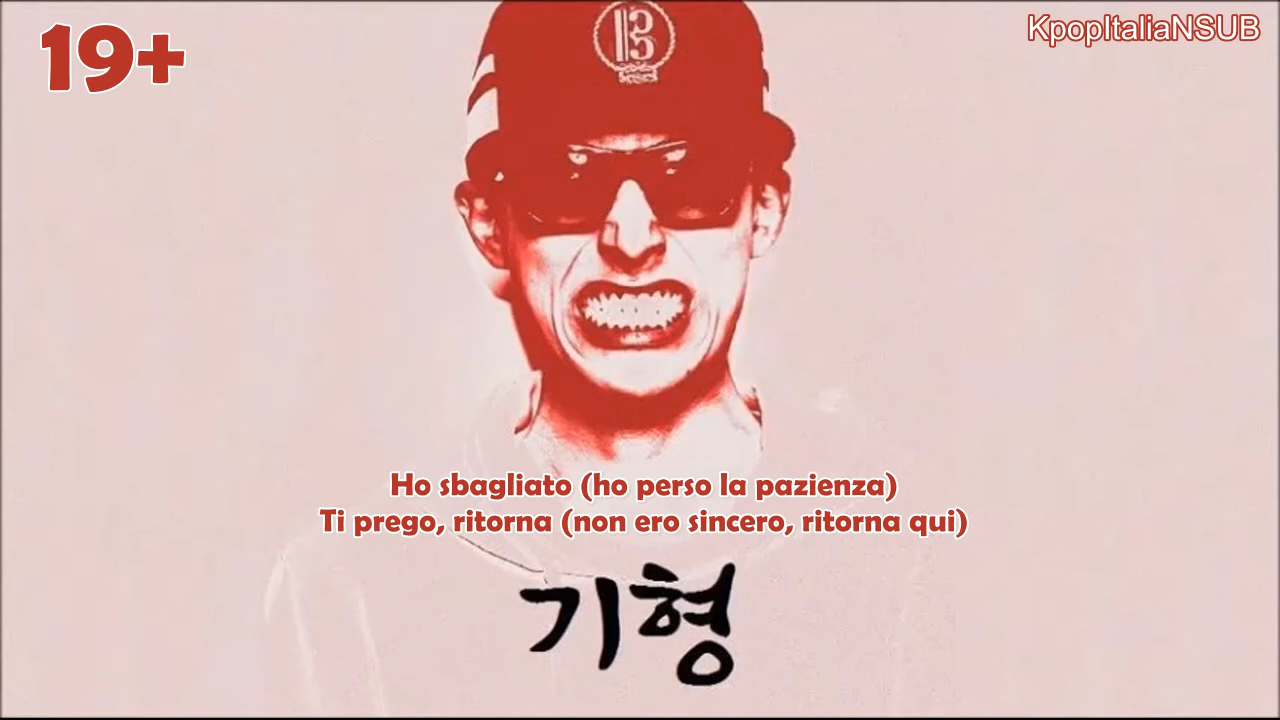 19+
KpopItaliaNSUB
Ho sbagliato (ho perso la pazienza)
Ti prego, ritorna (non ero sincero, ritorna qui)
기형